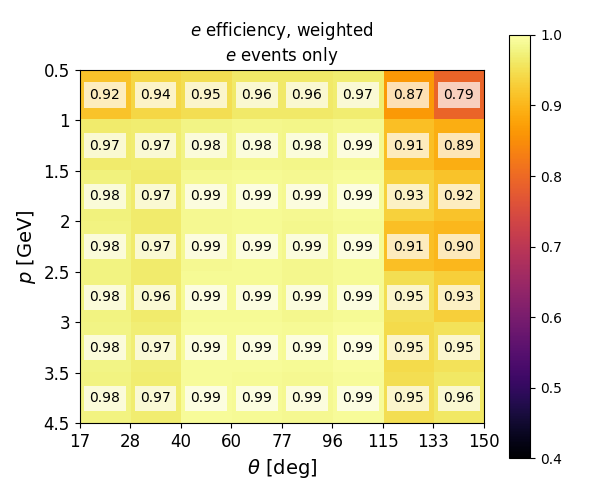 e efficiency, weighted
e events only
0.5
1
1.5
2
2.5
3
3.5
4.5
p [GeV]
0.92 0.94 0.95 0.96 0.96 0.97 0.87 0.79
0.97 0.97 0.98 0.98 0.98 0.99 0.91 0.89
0.98 0.97 0.99 0.99 0.99 0.99 0.93 0.92
0.98 0.97 0.99 0.99 0.99 0.99 0.91 0.90
0.98 0.96 0.99 0.99 0.99 0.99 0.95 0.93
0.98 0.97 0.99 0.99 0.99 0.99 0.95 0.95
0.98 0.97 0.99 0.99 0.99 0.99 0.95 0.96
17 28 40 60 77 96 115 133 150
θ [deg]
1.0
0.9
0.8
0.7
0.6
0.5
0.4